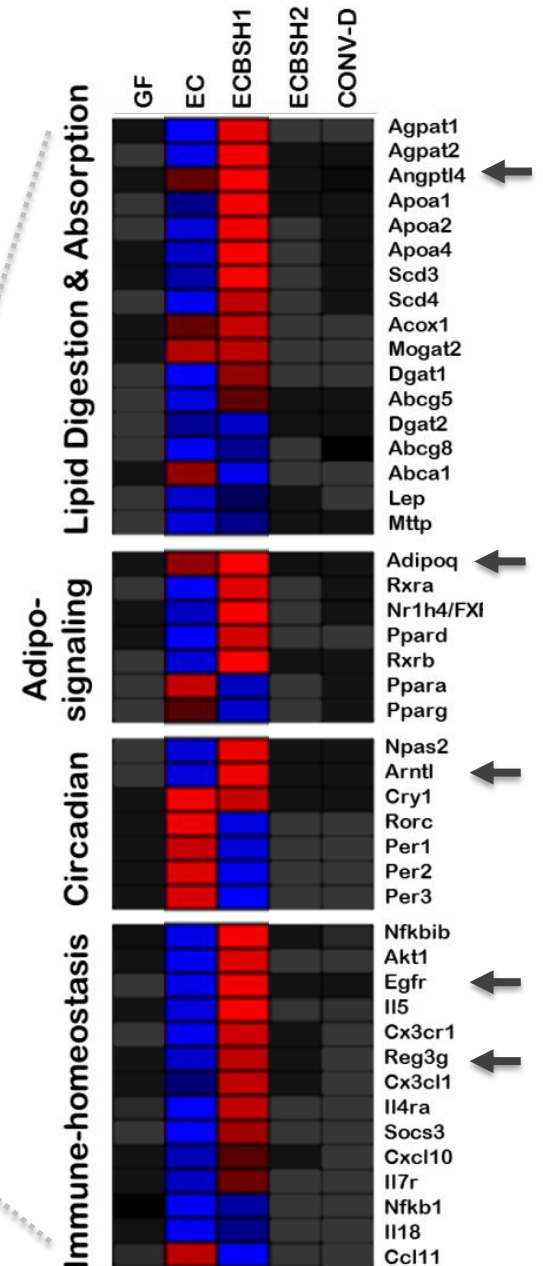 GF
EC
ECBSH1
ECBSH2
CONV-D
Lipid Digestion & Absorption
Agpat1
Agpat2
Angptl4
Apoa1
Apoa2
Apoa4
Scd3
Scd4
Acox1
Mogat2
Dgat1
Abcg5
Dgat2
Abcg8
Abca1
Lep
Mttp
Adipo-
signaling
Adipoq
Rxra
Nr1h4/FXI
Ppard
Rxrb
Ppara
Pparg
Circadian
Npas2
Arntl
Cry1
Rorc
Per1
Per2
Per3
Immune-homeostasis
Nfkbib
Akt1
Egfr
Il5
Cx3cr1
Reg3g
Cx3cl1
Il4ra
Socs3
Cxcl10
Il7r
Nfkb1
Il18
Ccl11